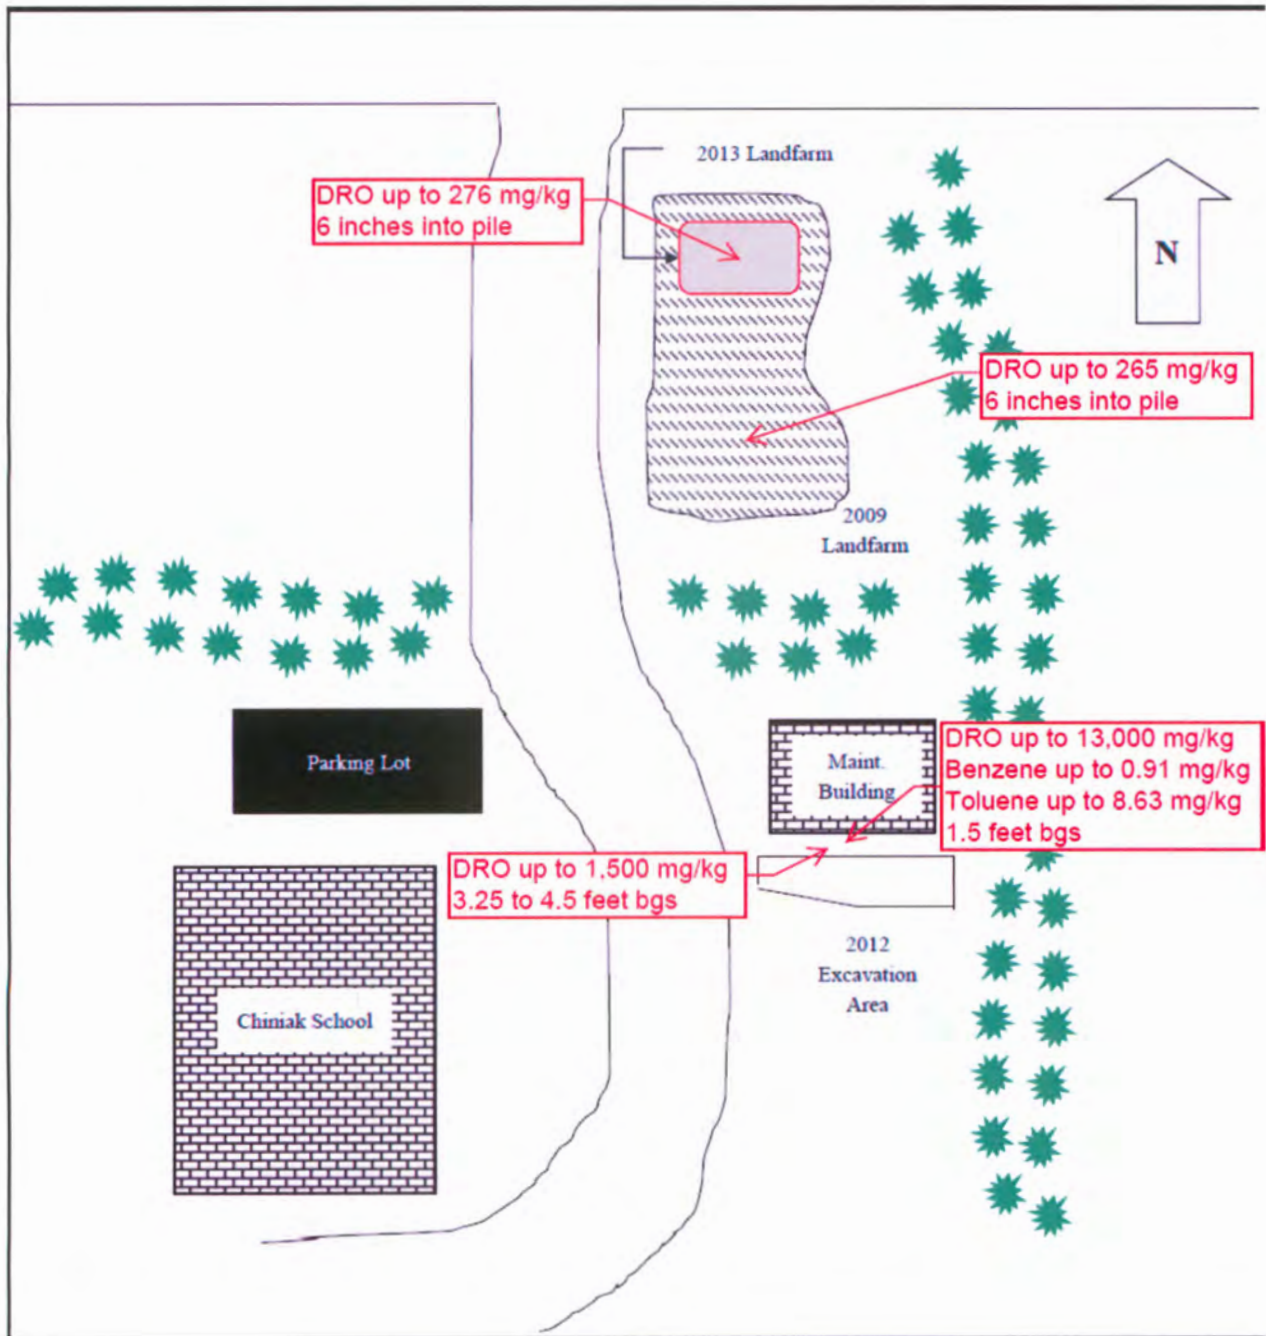 2013 Landfarm
DRO up to 276 mg/kg
6 inches into pile
N
DRO up to 265 mg/kg
6 inches into pile
2009
Landfarm
Parking Lot
Maint.
Building
DRO up to 13,000 mg/kg
Benzene up to 0.91 mg/kg
Toluene up to 8.63 mg/kg
1.5 feet bgs
DRO up to 1,500 mg/kg
3.25 to 4.5 feet bgs
2012
Excavation
Area
Chiniak School